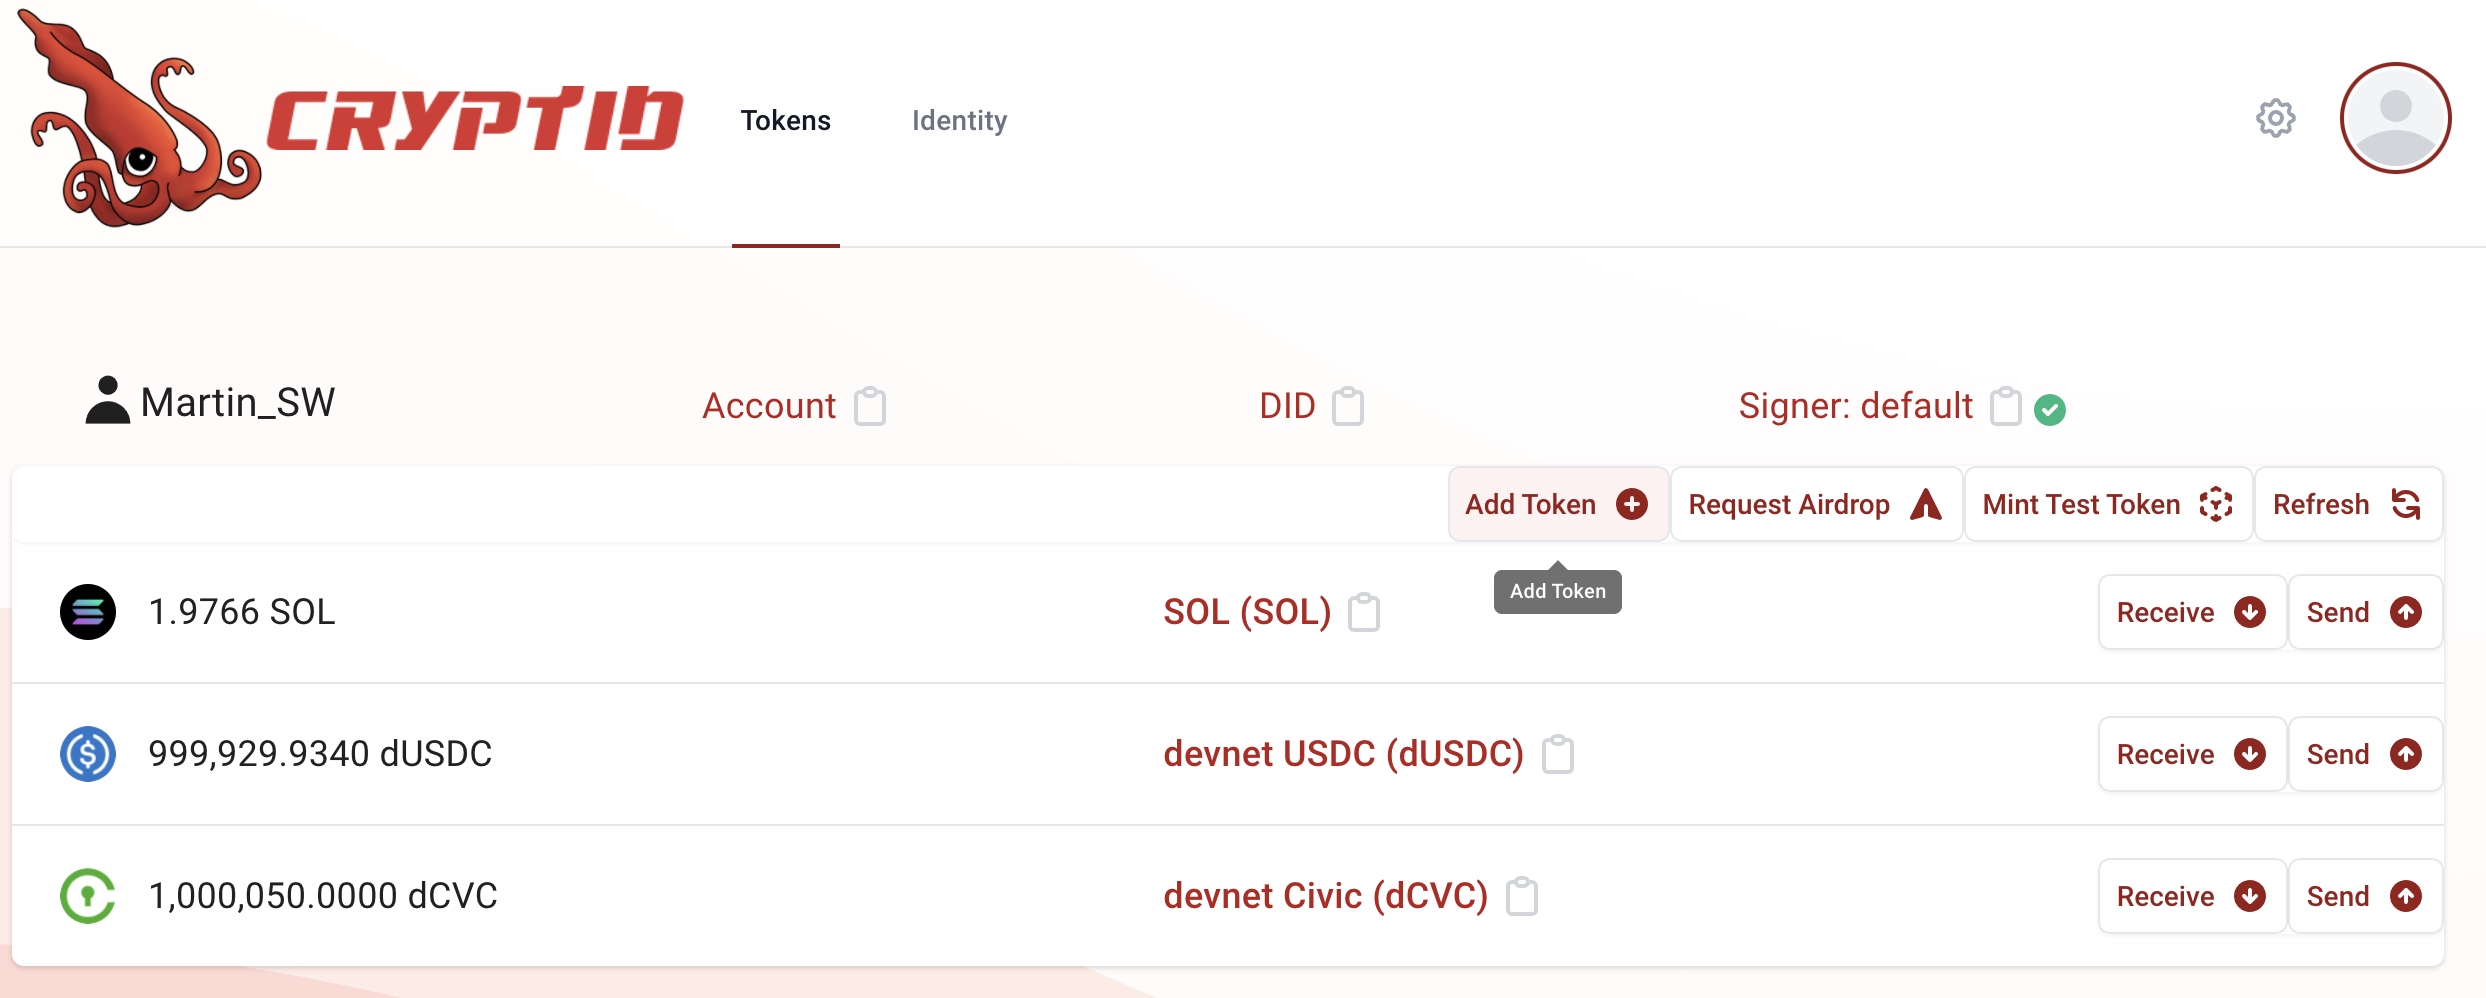 CRYPTID
Tokens Identity
Martin_SW Account DID Signer: default
Add Token Request Airdrop Mint Test Token Refresh
Add Token
1.9766 SOL SOL (SOL) Receive Send
999,929.9340 dUSDC devnet USDC (dUSDC) Receive Send
1,000,050.0000 dCVC devnet Civic (dCVC) Receive Send